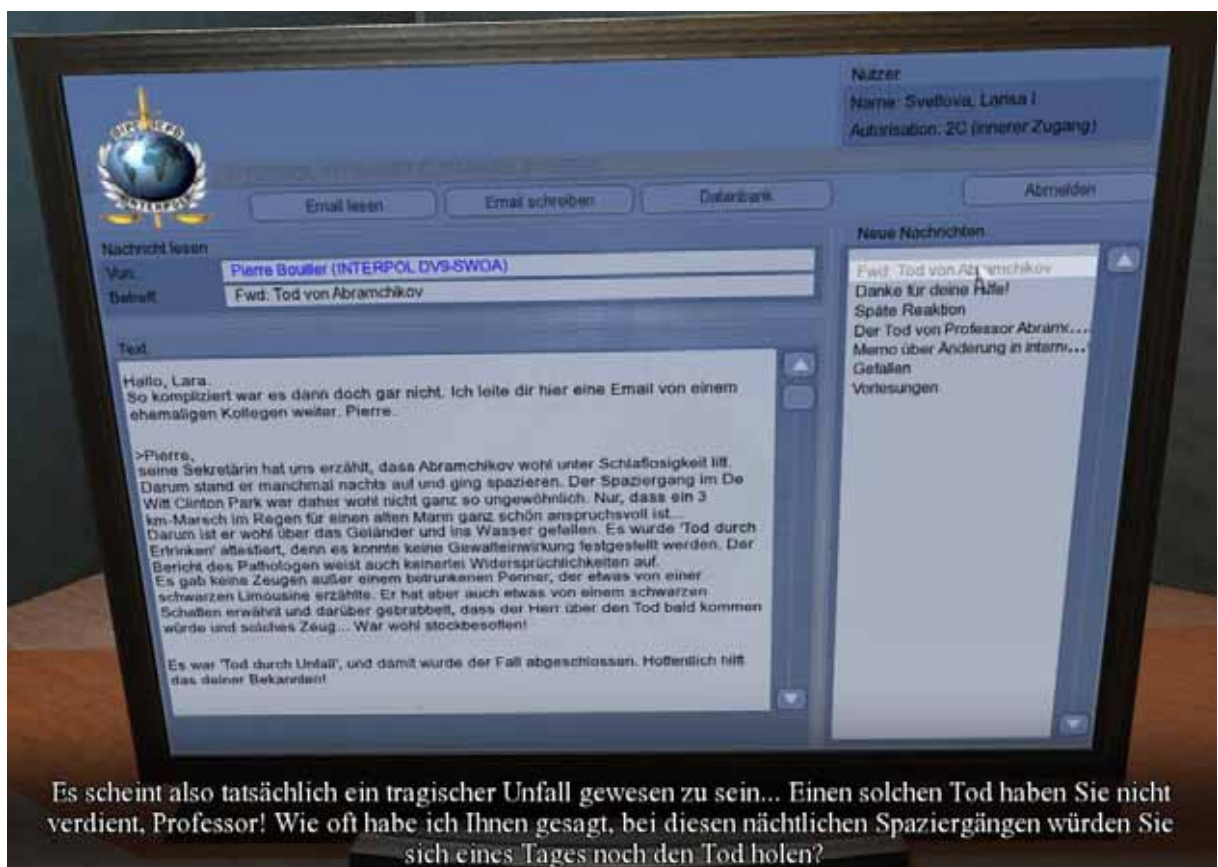 Nutzer
Name: Svetlova, Larisa I.
Autorisation: 2C (innerer Zugang)
INTERPOL
Email lesen
Email schreiben
Datenbank
Abmelden
Nachricht lesen
Von:
Pierre Boullier (INTERPOL DV9-SWOA)
Betreff:
Fwd: Tod von Abramchikov
Text
Hallo, Lara.
So kompliziert war es dann doch gar nicht. Ich leite dir hier eine Email von einem
ehemaligen Kollegen weiter. Pierre.
>Pierre,
seine Sekretärin hat uns erzählt, dass Abramchikov wohl unter Schlaflosigkeit litt.
Darum stand er manchmal nachts auf und ging spazieren. Der Spaziergang im De
Witt Clinton Park war daher wohl nicht ganz so ungewöhnlich. Nur, dass ein 3
km-Marsch im Regen für einen alten Mann ganz schön anspruchsvoll ist...
Darum ist er wohl über das Geländer und ins Wasser gefallen. Es wurde 'Tod durch
Ertrinken' attestiert, denn es konnte keine Gewalteinwirkung festgestellt werden. Der
Bericht des Pathologen weist auch keinerlei Widersprüchlichkeiten auf.
Es gab keine Zeugen außer einem betrunkenen Penner, der etwas von einer
schwarzen Limousine erzählte. Er hat aber auch etwas von einem schwarzen
Schatten erwähnt und darüber gebrabbelt, dass der Herr über den Tod bald kommen
würde und solches Zeug... War wohl stockbesoffen!
Es war 'Tod durch Unfall', und damit wurde der Fall abgeschlossen. Hoffentlich hilft
das deiner Bekannten!
Neue Nachrichten
Fwd: Tod von Abramchikov
Danke für deine Hilfe!
Späte Reaktion
Der Tod von Professor Abramc...
Memo über Änderung in intern...
Gefallen
Vorlesungen
Es scheint also tatsächlich ein tragischer Unfall gewesen zu sein... Einen solchen Tod haben Sie nicht
verdient, Professor! Wie oft habe ich Ihnen gesagt, bei diesen nächtlichen Spaziergängen würden Sie
sich eines Tages noch den Tod holen?